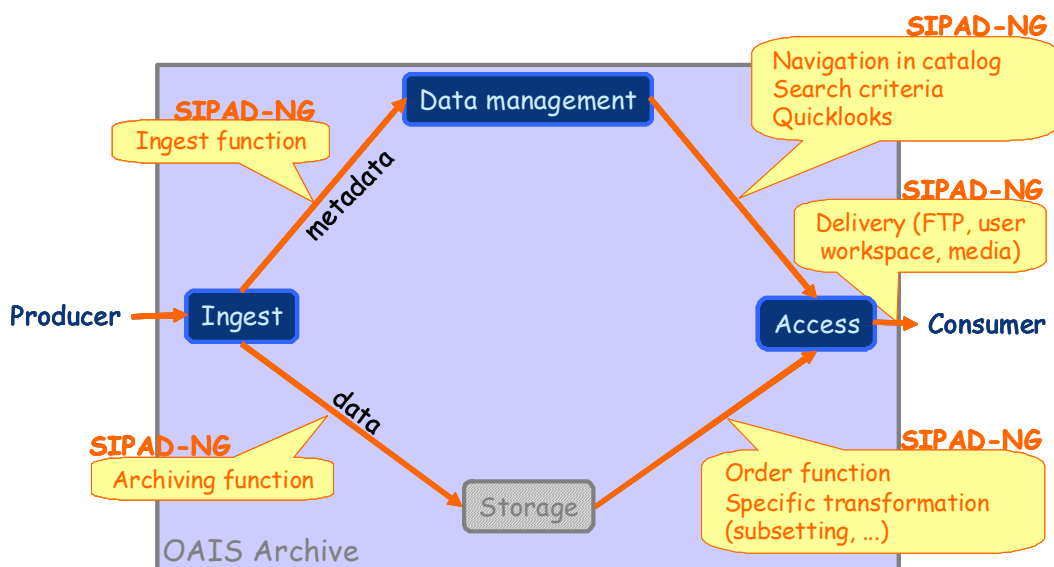 SIPAD-NG
Navigation in catalog
Search criteria
Quicklooks
Data management
SIPAD-NG
Ingest function
metadata
SIPAD-NG
Delivery (FTP, user
workspace, media)
Producer
Ingest
Access
Consumer
data
SIPAD-NG
Archiving function
SIPAD-NG
Order function
Specific transformation
(subsetting, ...)
Storage
OAIS Archive